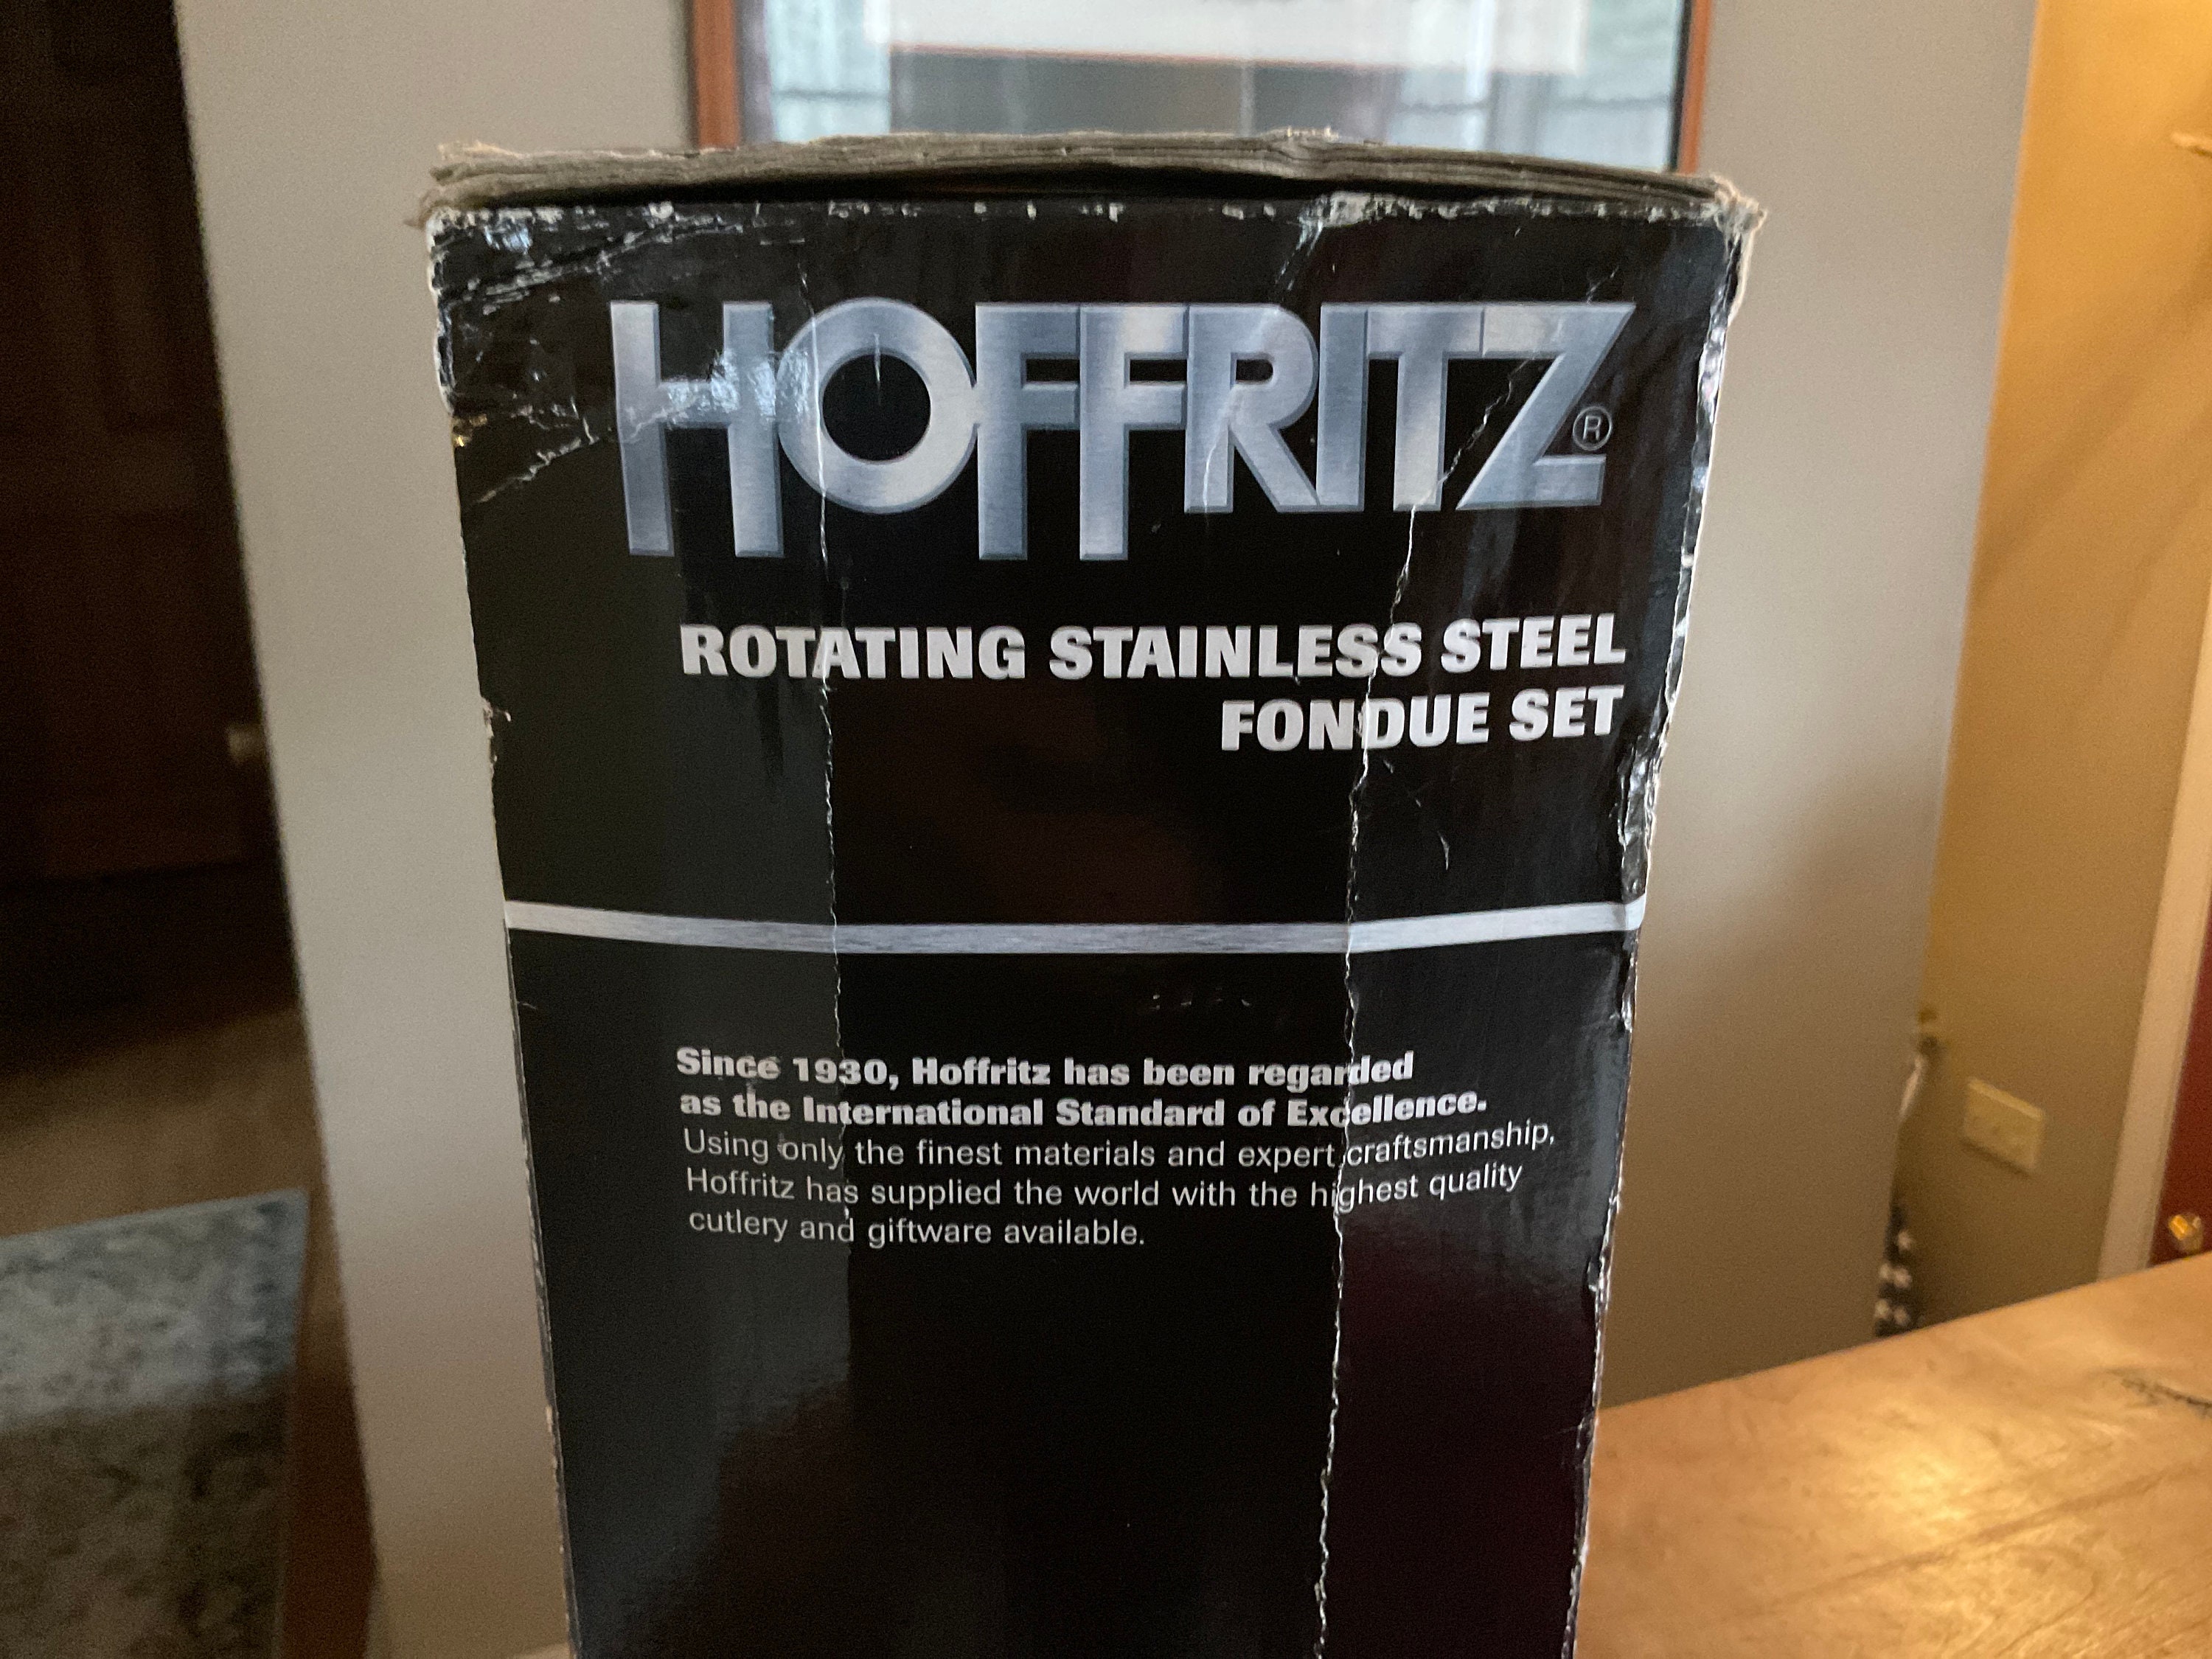 HOFFRITZ®
ROTATING STAINLESS STEEL
FONDUE SET
Since 1930, Hoffritz has been regarded
as the International Standard of Excellence.
Using only the finest materials and expert craftsmanship,
Hoffritz has supplied the world with the highest quality
cutlery and giftware available.